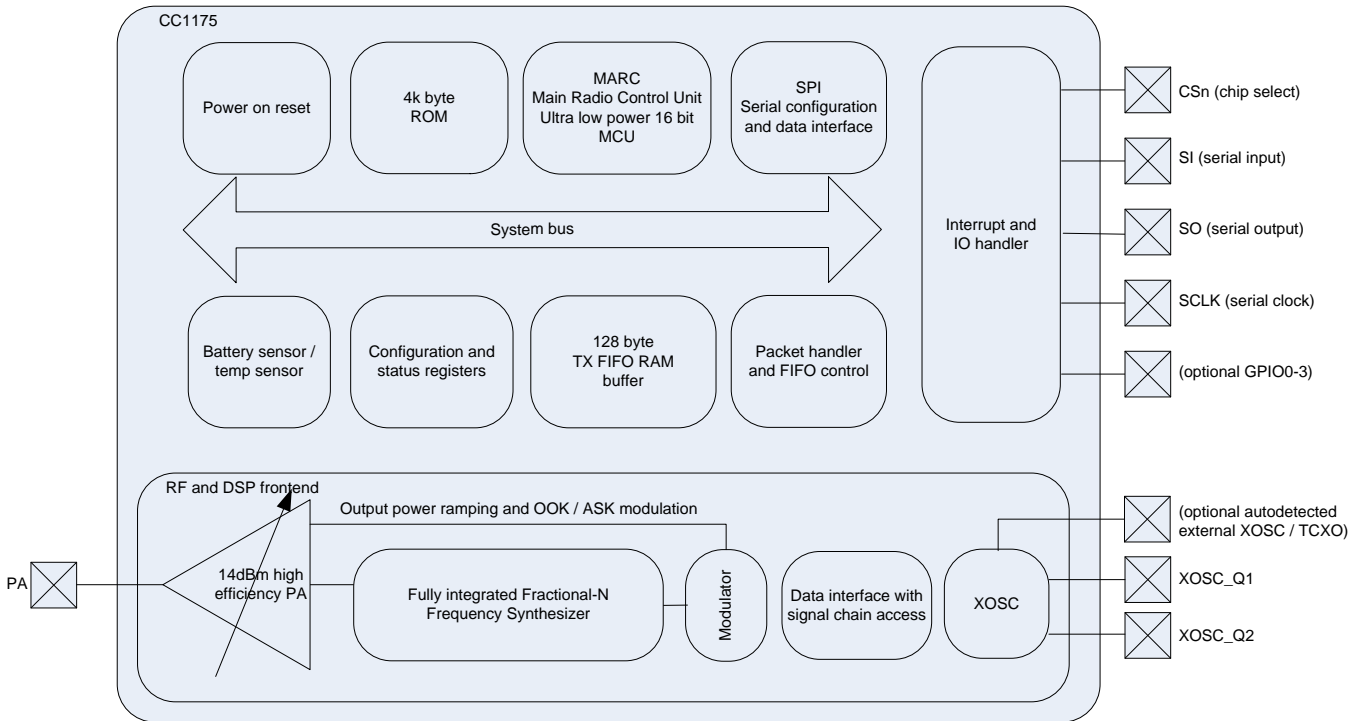 CC1175
Power on reset
4k byte
ROM
MARC
Main Radio Control Unit
Ultra low power 16 bit
MCU
SPI
Serial configuration
and data interface
System bus
Battery sensor /
temp sensor
Configuration and
status registers
128 byte
TX FIFO RAM
buffer
Packet handler
and FIFO control
Interrupt and
IO handler
CSn (chip select)
SI (serial input)
SO (serial output)
SCLK (serial clock)
(optional GPIO0-3)
RF and DSP frontend
Output power ramping and OOK / ASK modulation
PA
14dBm high
efficiency PA
Fully integrated Fractional-N
Frequency Synthesizer
Modulator
Data interface with
signal chain access
XOSC
(optional autodetected
external XOSC / TCXO)
XOSC_Q1
XOSC_Q2